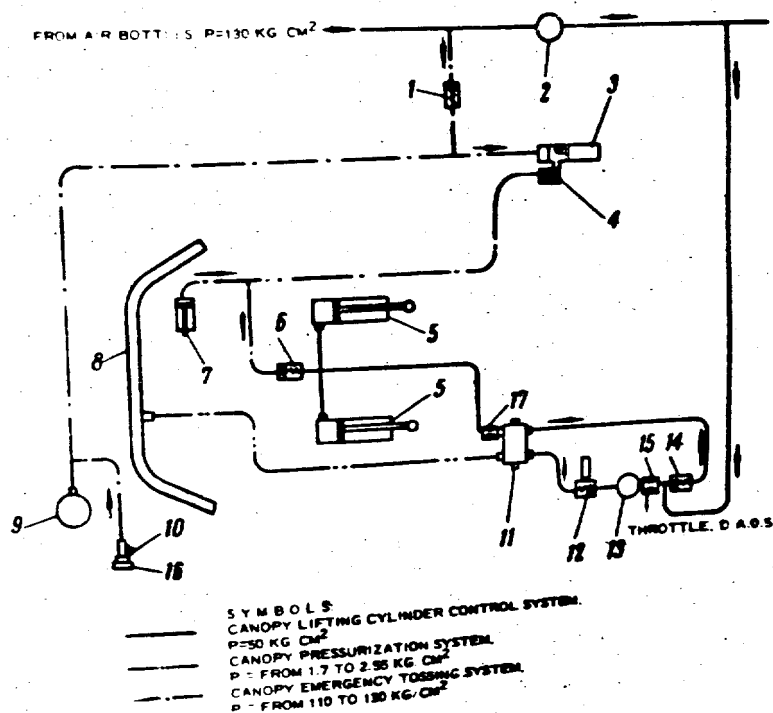 FROM AIR BOTT : S P=130 KG CM²
1
2
3
4
5
6
7
5
8
17
15
14
9
10
16
11
12
13
THROTTLE, D A.0.5
SYMBOLS:
CANOPY LIFTING CYLINDER CONTROL SYSTEM.
P=50 KG CM²
CANOPY PRESSURIZATION SYSTEM.
P = FROM 1.7 TO 2.95 KG. CM²
CANOPY EMERGENCY TOSSING SYSTEM.
P = FROM 110 TO 130 KG/CM²